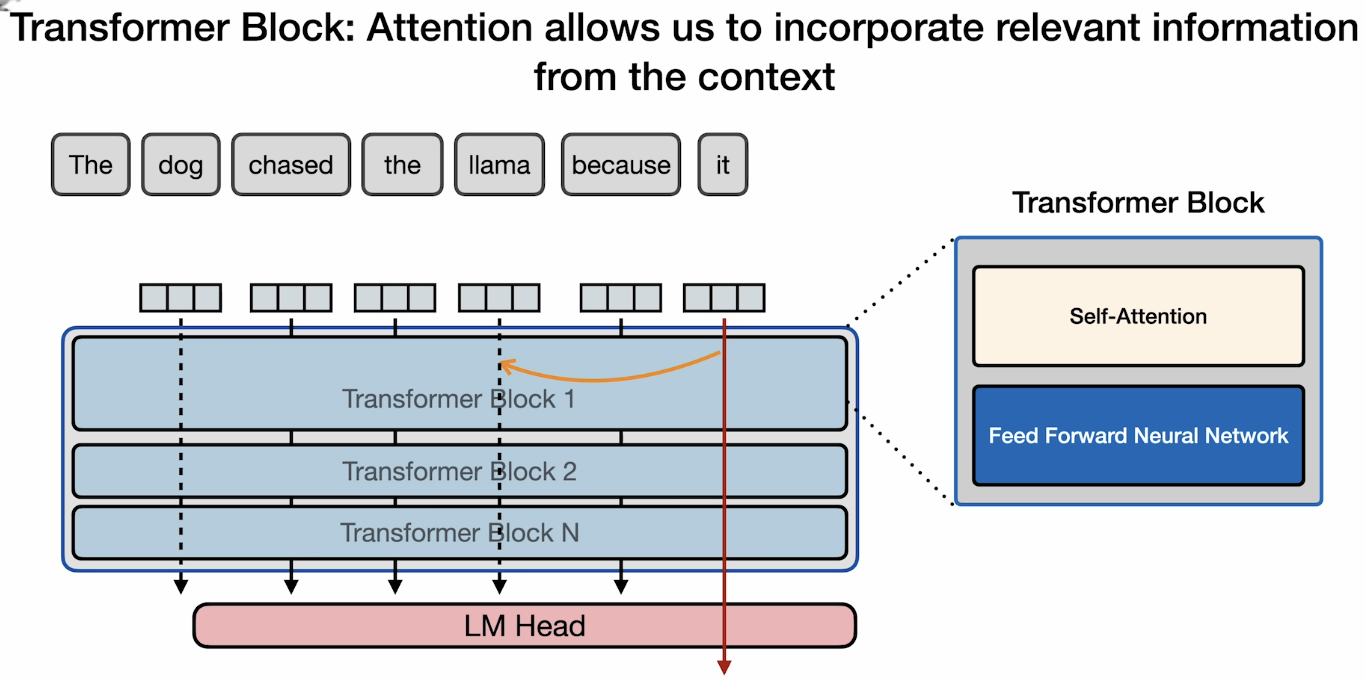 Transformer Block: Attention allows us to incorporate relevant information
from the context
The dog chased the llama because it
Transformer Block
Self-Attention
Feed Forward Neural Network
Transformer Block 1
Transformer Block 2
Transformer Block N
LM Head